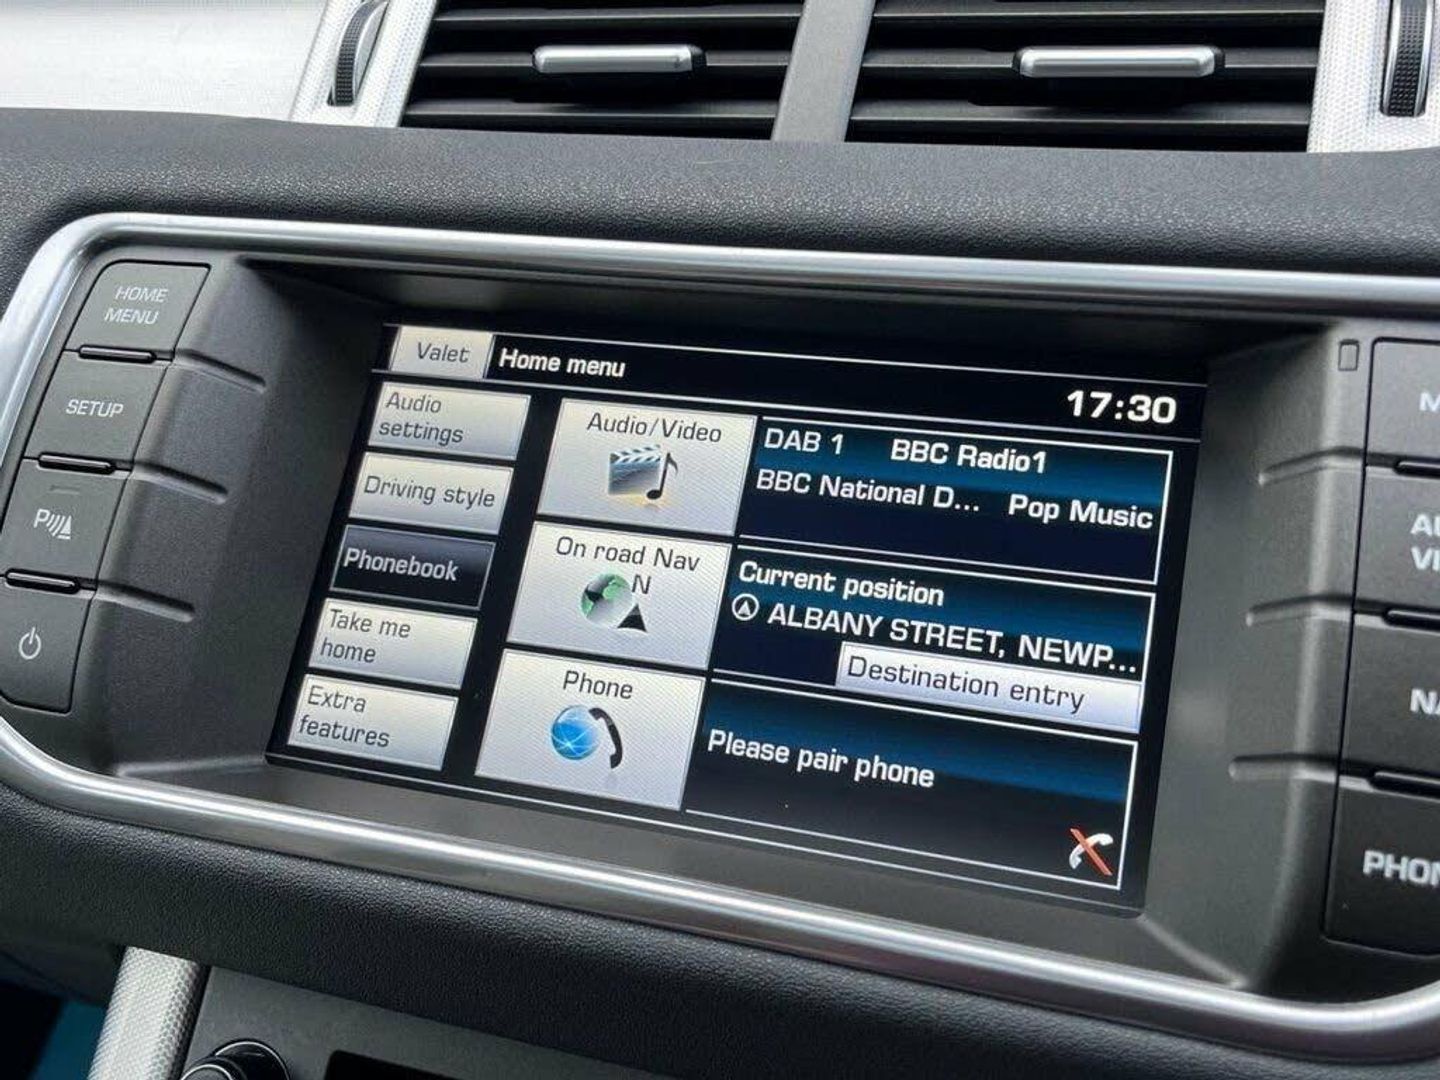 HOME
MENU
SETUP
P
Valet
Home menu
17:30
Audio
settings
Driving style
Phonebook
Take me
home
Extra
features
Audio/Video
DAB 1 BBC Radio1
BBC National D... Pop Music
On road Nav
N
Current position
ALBANY STREET, NEWP...
Destination entry
Phone
Please pair phone